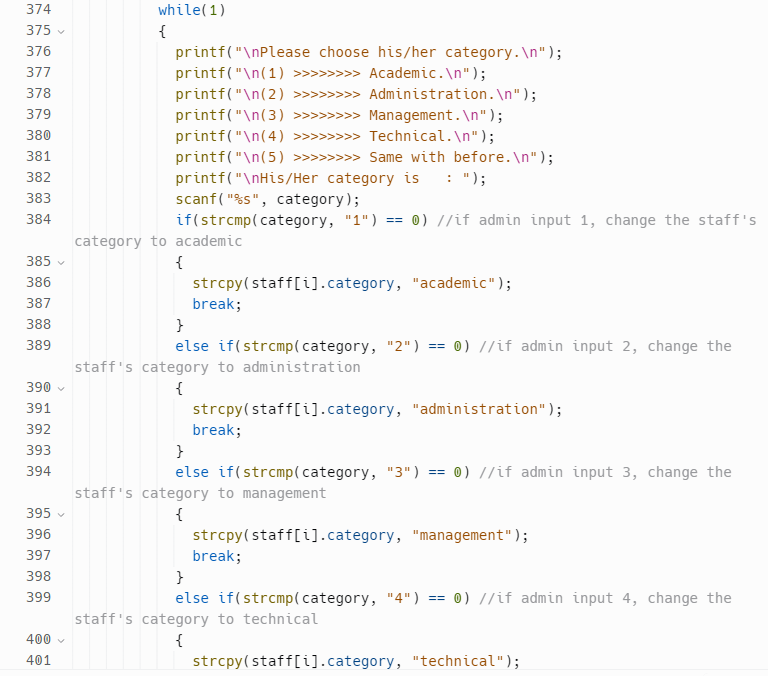 374 while(1)
375 {
376 printf("\nPlease choose his/her category.\n");
377 printf("\n(1) >>>>>>>> Academic.\n");
378 printf("\n(2) >>>>>>>> Administration.\n");
379 printf("\n(3) >>>>>>>> Management.\n");
380 printf("\n(4) >>>>>>>> Technical.\n");
381 printf("\n(5) >>>>>>>> Same with before.\n");
382 printf("\nHis/Her category is   : ");
383 scanf("%s", category);
384 if(strcmp(category, "1") == 0) //if admin input 1, change the staff's
category to academic
385 {
386 strcpy(staff[i].category, "academic");
387 break;
388 }
389 else if(strcmp(category, "2") == 0) //if admin input 2, change the
staff's category to administration
390 {
391 strcpy(staff[i].category, "administration");
392 break;
393 }
394 else if(strcmp(category, "3") == 0) //if admin input 3, change the
staff's category to management
395 {
396 strcpy(staff[i].category, "management");
397 break;
398 }
399 else if(strcmp(category, "4") == 0) //if admin input 4, change the
staff's category to technical
400 {
401 strcpy(staff[i].category, "technical");